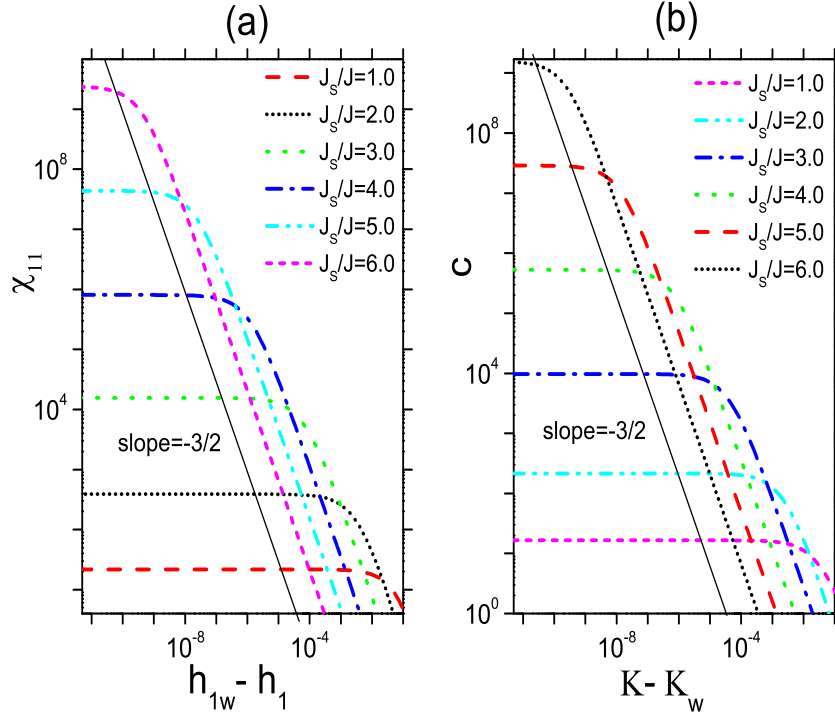 (a)
J_S/J=1.0
J_S/J=2.0
J_S/J=3.0
J_S/J=4.0
J_S/J=5.0
J_S/J=6.0
10^8
χ_11
10^4
slope=-3/2
10^-8
10^-4
h_1w - h_1
(b)
J_S/J=1.0
J_S/J=2.0
J_S/J=3.0
J_S/J=4.0
J_S/J=5.0
J_S/J=6.0
10^8
c
10^4
slope=-3/2
10^0
10^-8
10^-4
K- K_w